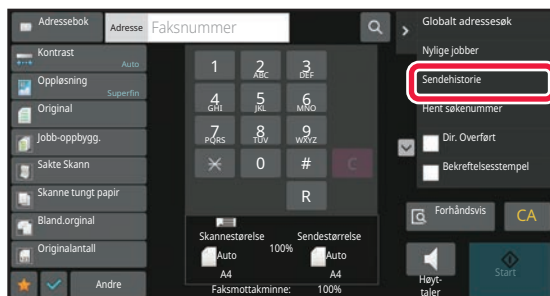 Adressebok
Adresse
Faksnummer
Kontrast
Auto
Oppløsning
Superfin
Original
Jobb-oppbygg.
Sakte Skann
Skanne tungt papir
Bland.orginal
Originalantall
Andre
1
2
ABC
3
DEF
4
GHI
5
JKL
6
MNO
7
PQRS
8
TUV
9
WXYZ
0
#
C
R
Skannestørelse
Sendestørrelse
100%
Auto
Auto
A4
A4
Faksmottakminne: 100%
Globalt adressesøk
Nylige jobber
Sendehistorie
Hent søkenummer
Dir. Overført
Bekreftelsesstempel
Forhåndsvis
CA
Høyt-
taler
Start